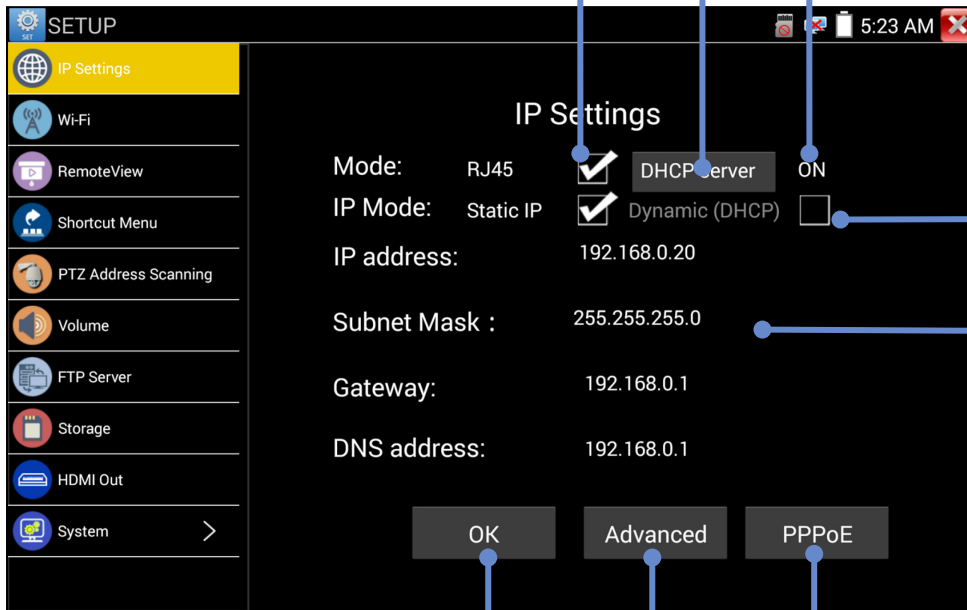 SETUP
5:23 AM
SET
IP Settings
Wi-Fi
RemoteView
Shortcut Menu
PTZ Address Scanning
Volume
FTP Server
Storage
HDMI Out
System
IP Settings
Mode: RJ45 DHCP Server ON
IP Mode: Static IP Dynamic (DHCP)
IP address: 192.168.0.20
Subnet Mask : 255.255.255.0
Gateway: 192.168.0.1
DNS address: 192.168.0.1
OK Advanced PPPoE